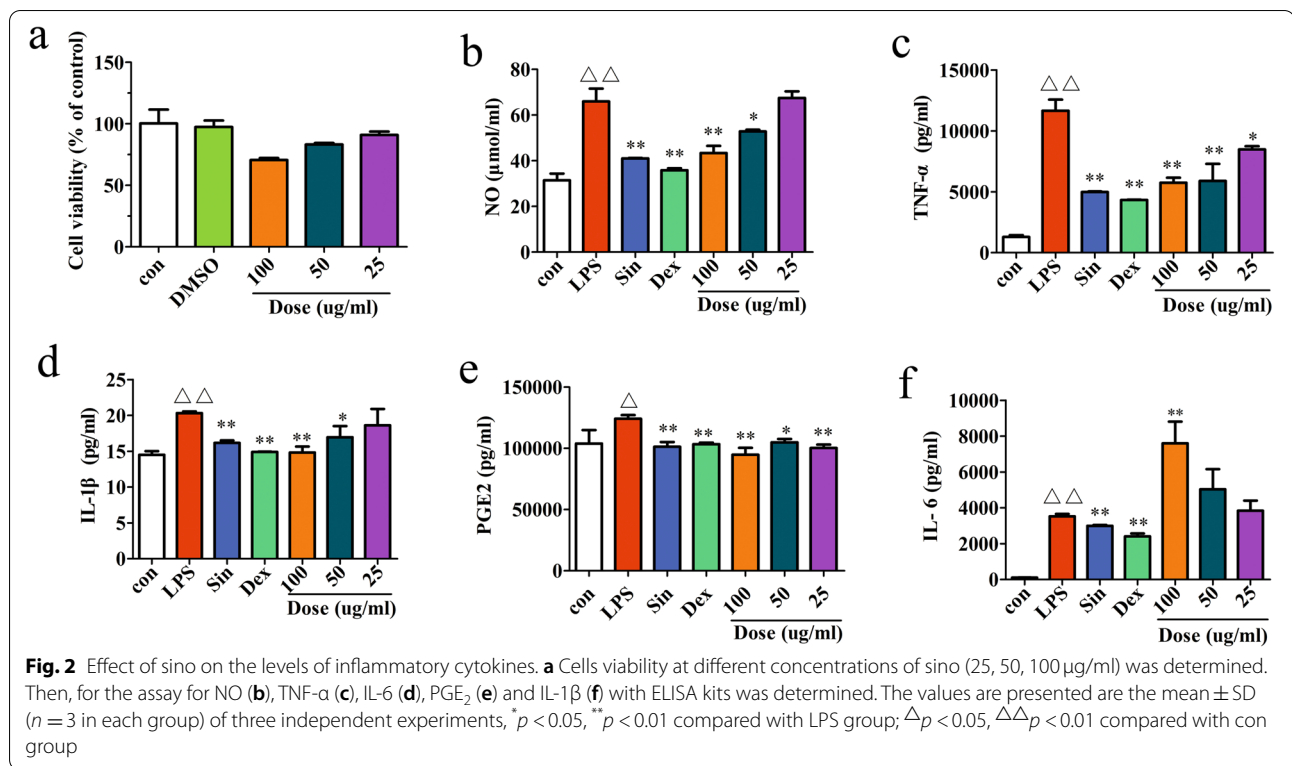 a
Cell viability (% of control)
150
100
50
0
con
DMSO
100
50
25
Dose (ug/ml)
b
NO (μmol/ml)
80
60
40
20
0
△△
**
**
**
*
con
LPS
Sin
Dex
100
50
25
Dose (ug/ml)
c
TNF-α (pg/ml)
15000
10000
5000
0
△△
**
**
**
**
*
con
LPS
Sin
Dex
100
50
25
Dose (ug/ml)
d
IL-1β (pg/ml)
25
20
15
10
5
0
△△
**
**
**
*
con
LPS
Sin
Dex
100
50
25
Dose (ug/ml)
e
PGE2 (pg/ml)
150000
100000
50000
0
△
**
**
**
*
**
con
LPS
Sin
Dex
100
50
25
Dose (ug/ml)
f
IL- 6 (pg/ml)
10000
8000
6000
4000
2000
0
△△
**
**
**
con
LPS
Sin
Dex
100
50
25
Dose (ug/ml)
Fig. 2 Effect of sino on the levels of inflammatory cytokines. a Cells viability at different concentrations of sino (25, 50, 100 μg/ml) was determined.
Then, for the assay for NO (b), TNF-α (c), IL-6 (d), PGE₂ (e) and IL-1β (f) with ELISA kits was determined. The values are presented are the mean ± SD
(n = 3 in each group) of three independent experiments, *p < 0.05, **p < 0.01 compared with LPS group; △p < 0.05, △△p < 0.01 compared with con
group